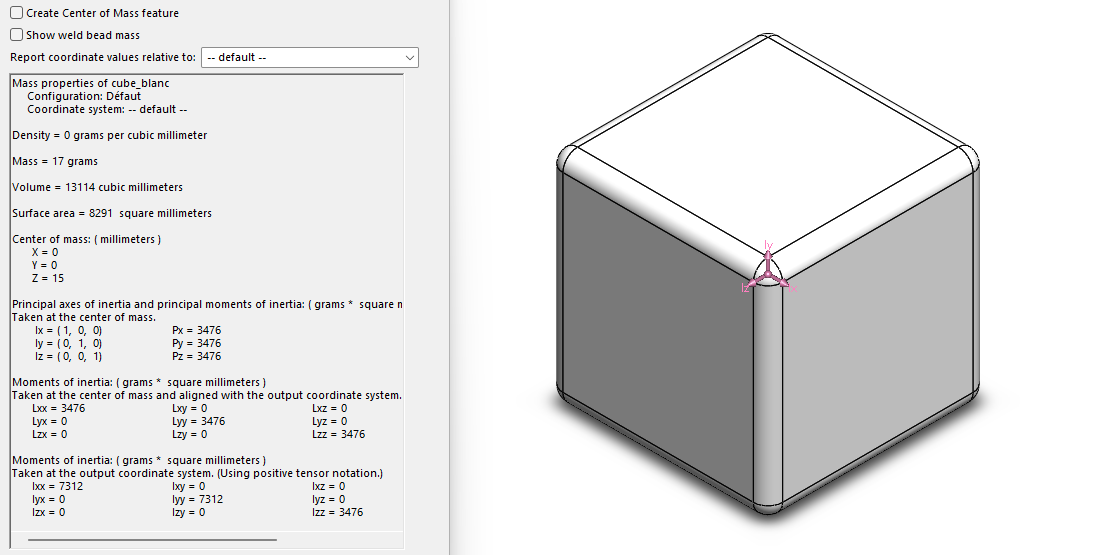 Create Center of Mass feature
Show weld bead mass
Report coordinate values relative to: -- default --
Mass properties of cube_blanc
Configuration: Défaut
Coordinate system: -- default --
Density = 0 grams per cubic millimeter
Mass = 17 grams
Volume = 13114 cubic millimeters
Surface area = 8291 square millimeters
Center of mass: ( millimeters )
X = 0
Y = 0
Z = 15
Principal axes of inertia and principal moments of inertia: ( grams * square
Taken at the center of mass.
Ix = ( 1, 0, 0) Px = 3476
Iy = ( 0, 1, 0) Py = 3476
Iz = ( 0, 0, 1) Pz = 3476
Moments of inertia: ( grams * square millimeters )
Taken at the center of mass and aligned with the output coordinate system.
Lxx = 3476 Lxy = 0 Lxz = 0
Lyx = 0 Lyy = 3476 Lyz = 0
Lzx = 0 Lzy = 0 Lzz = 3476
Moments of inertia: ( grams * square millimeters )
Taken at the output coordinate system. (Using positive tensor notation.)
Ixx = 7312 Ixy = 0 Ixz = 0
Iyx = 0 Iyy = 7312 Iyz = 0
Izx = 0 Izy = 0 Izz = 3476
Iy
Iz